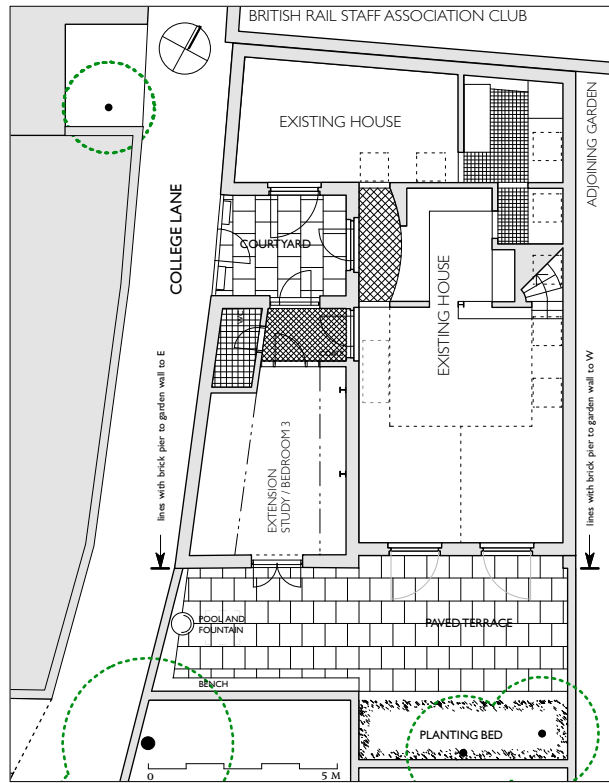 BRITISH RAIL STAFF ASSOCIATION CLUB
EXISTING HOUSE
ADJOINING GARDEN
COLLEGE LANE
COURTYARD
EXISTING HOUSE
lines with brick pier to garden wall to E
lines with brick pier to garden wall to W
EXTENSION
STUDY / BEDROOM 3
POOL AND
FOUNTAIN
PAVED TERRACE
BENCH
PLANTING BED
0 5 M